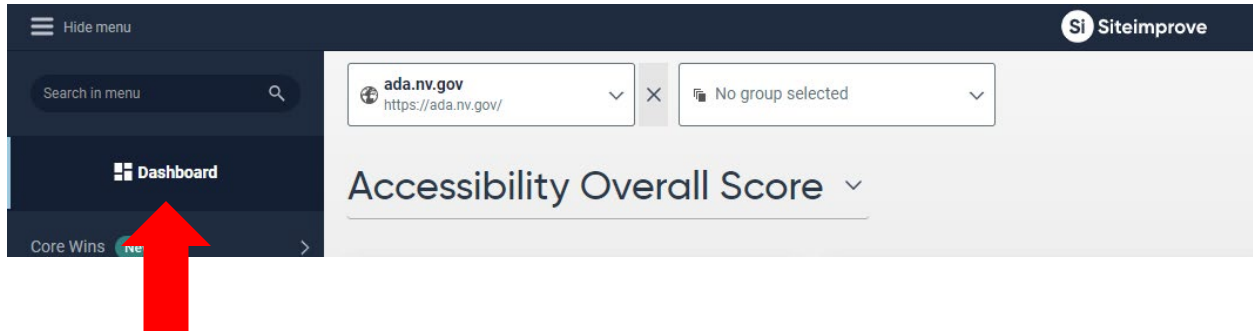 Hide menu
Si Siteimprove
Search in menu
ada.nv.gov
https://ada.nv.gov/
No group selected
Dashboard
Accessibility Overall Score
Core Wins